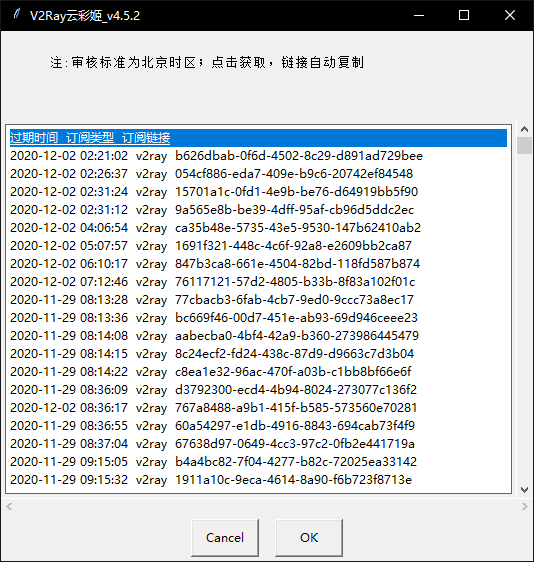 V2Ray云彩姬_v4.5.2
注:审核标准为北京时区；点击获取，链接自动复制
过期时间 订阅类型 订阅链接
2020-12-02 02:21:02 v2ray b626dbab-0f6d-4502-8c29-d891ad729bee
2020-12-02 02:26:37 v2ray 054cf886-eda7-409e-b9c6-20742ef84548
2020-12-02 02:31:24 v2ray 15701a1c-0fd1-4e9b-be76-d64919bb5f90
2020-12-02 02:31:12 v2ray 9a565e8b-be39-4dff-95af-cb96d5ddc2ec
2020-12-02 04:06:54 v2ray ca35b48e-5735-43e5-9530-147b62410ab2
2020-12-02 05:07:57 v2ray 1691f321-448c-4c6f-92a8-e2609bb2ca87
2020-12-02 06:10:17 v2ray 847b3ca8-661e-4504-82bd-118fd587b874
2020-12-02 07:12:46 v2ray 76117121-57d2-4805-b33b-8f83a102f01c
2020-11-29 08:13:28 v2ray 77cbacb3-6fab-4cb7-9ed0-9ccc73a8ec17
2020-11-29 08:13:36 v2ray bc669f46-00d7-451e-ab93-69d946ceee23
2020-11-29 08:14:08 v2ray aabecba0-4bf4-42a9-b360-273986445479
2020-11-29 08:14:15 v2ray 8c24ecf2-fd24-438c-87d9-d9663c7d3b04
2020-11-29 08:14:22 v2ray c8ea1e32-96ac-470f-a03b-c1bb8bf66e6f
2020-11-29 08:36:09 v2ray d3792300-ecd4-4b94-8024-273077c136f2
2020-12-02 08:36:17 v2ray 767a8488-a9b1-415f-b585-573560e70281
2020-11-29 08:36:55 v2ray 60a54297-e1db-4916-8843-694cab73f4f9
2020-11-29 08:37:04 v2ray 67638d97-0649-4cc3-97c2-0fb2e441719a
2020-11-29 09:15:05 v2ray b4a4bc82-7f04-4277-b82c-72025ea33142
2020-11-29 09:15:32 v2ray 1911a10c-9eca-4614-8a90-f6b723f8713e
Cancel OK